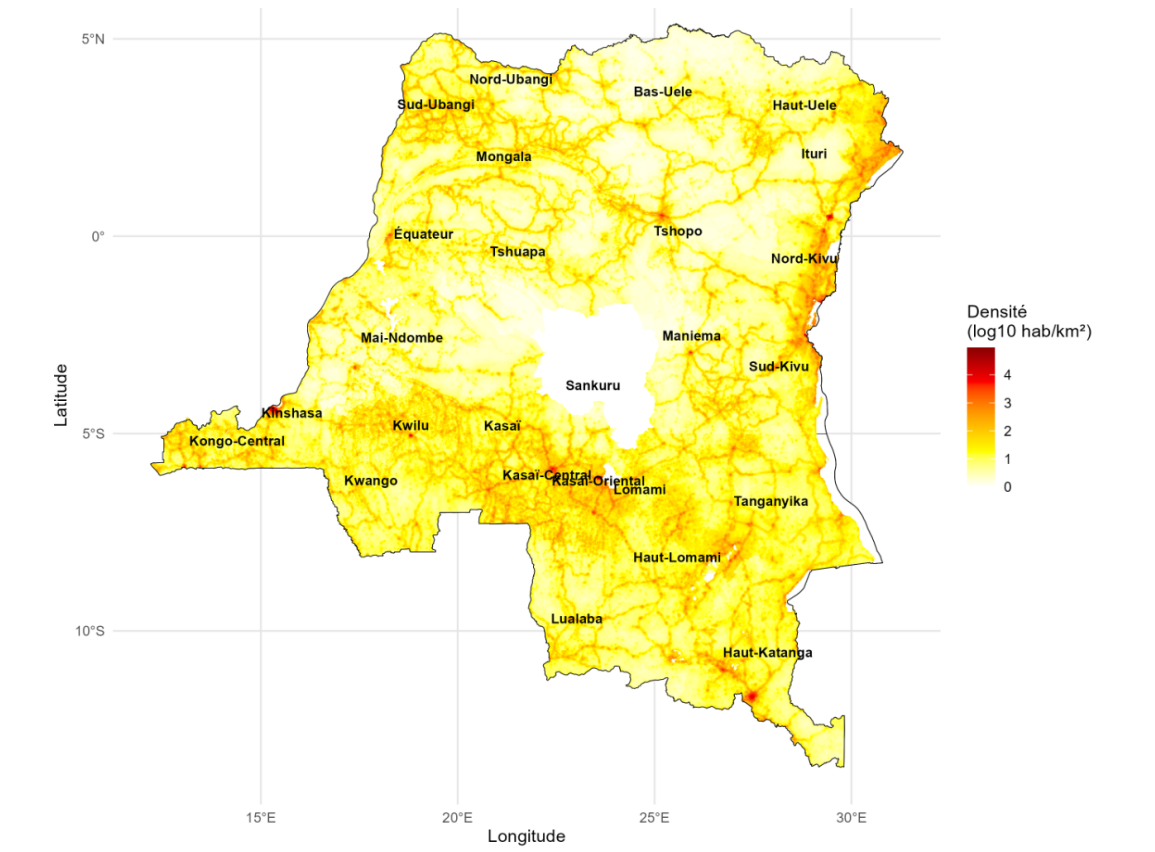 5°N
Nord-Ubangi
Bas-Uele
Sud-Ubangi
Haut-Uele
Mongala
Ituri
0°
Équateur
Tshopo
Tshuapa
Nord-Kivu
Densité
(log10 hab/km²)
Mai-Ndombe
Maniema
Sud-Kivu
4
Sankuru
3
Kinshasa
Kwilu
Kasaï
2
5°S
Kongo-Central
1
Kasaï-Central
Kasaï-Oriental
Kwango
Lomami
0
Tanganyika
Haut-Lomami
Lualaba
10°S
Haut-Katanga
15°E
20°E
25°E
30°E
Longitude
Latitude